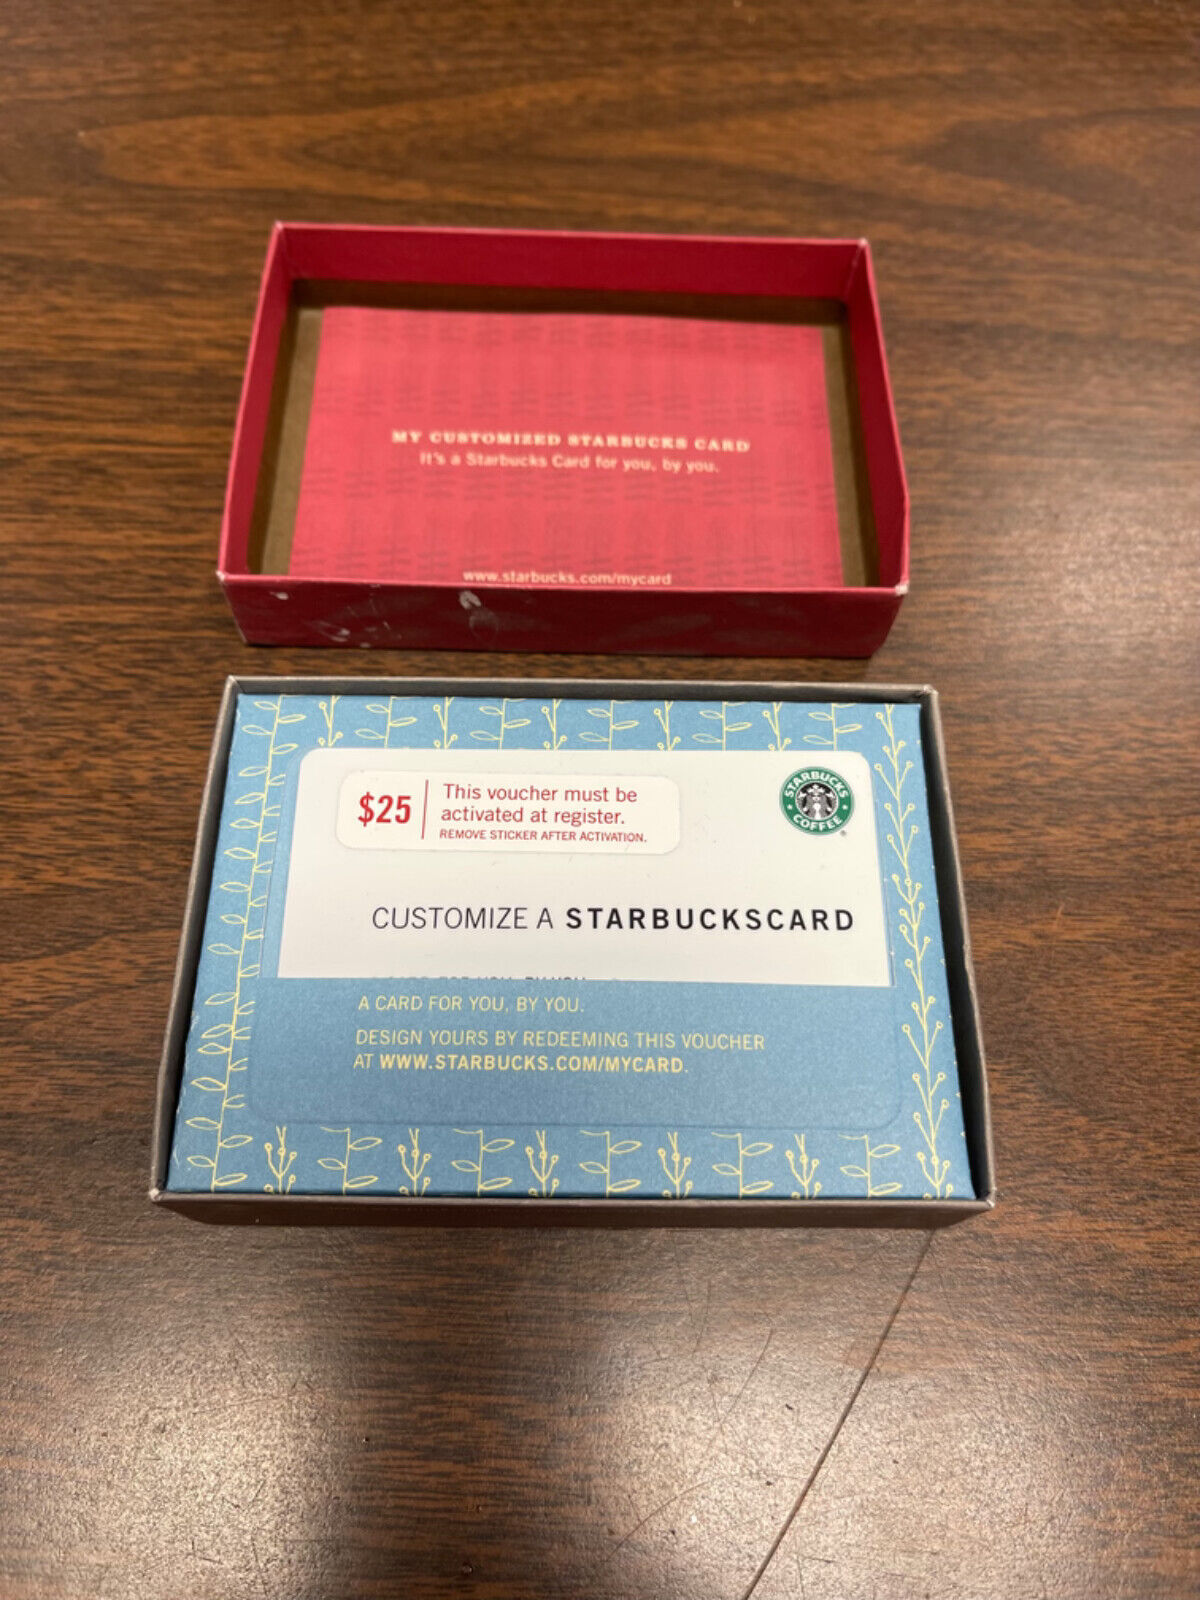 MY CUSTOMIZED STARBUCKS CARD
It's a Starbucks Card for you, by you.
www.starbucks.com/mycard
$25
This voucher must be
activated at register.
REMOVE STICKER AFTER ACTIVATION.
STARBUCKS
COFFEE
®
CUSTOMIZE A STARBUCKSCARD
A CARD FOR YOU, BY YOU.
DESIGN YOURS BY REDEEMING THIS VOUCHER
AT WWW.STARBUCKS.COM/MYCARD.